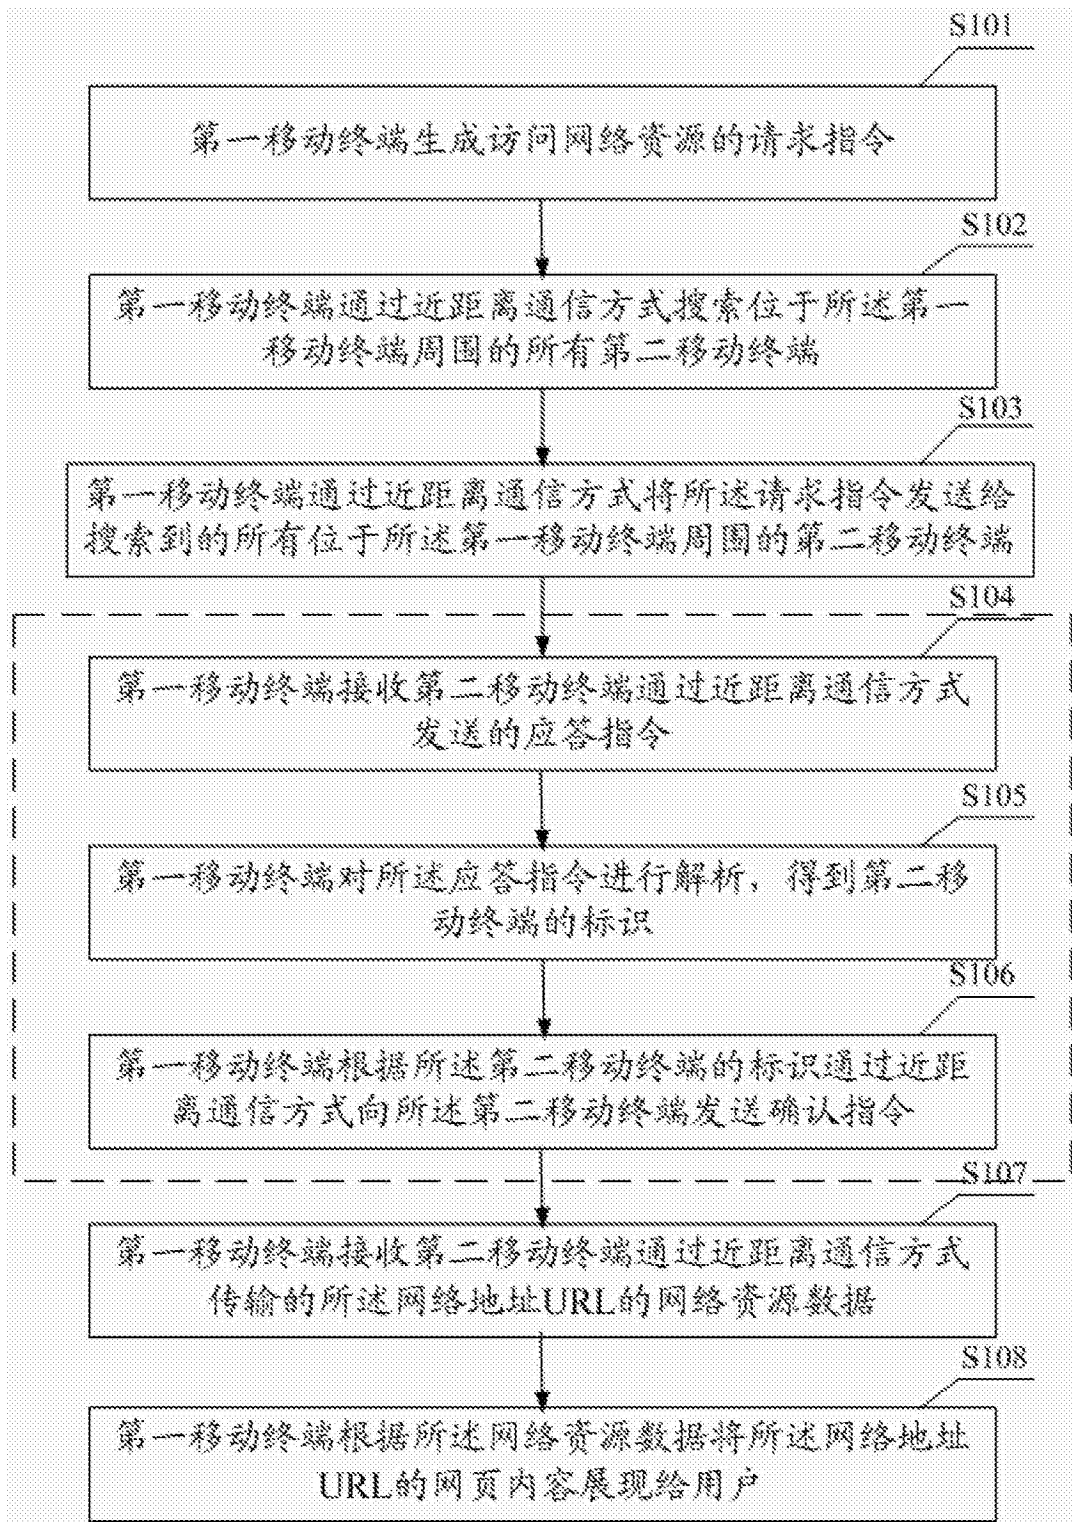 S101
第一移动终端生成访问网络资源的请求指令
S102
第一移动终端通过近距离通信方式搜索位于所述第一
移动终端周围的所有第二移动终端
S103
第一移动终端通过近距离通信方式将所述请求指令发送给
搜索到的所有位于所述第一移动终端周围的第二移动终端
S104
第一移动终端接收第二移动终端通过近距离通信方式
发送的应答指令
S105
第一移动终端对所述应答指令进行解析，得到第二移
动终端的标识
S106
第一移动终端根据所述第二移动终端的标识通过近距
离通信方式向所述第二移动终端发送确认指令
S107
第一移动终端接收第二移动终端通过近距离通信方式
传输的所述网络地址URL的网络资源数据
S108
第一移动终端根据所述网络资源数据将所述网络地址
URL的网页内容展现给用户